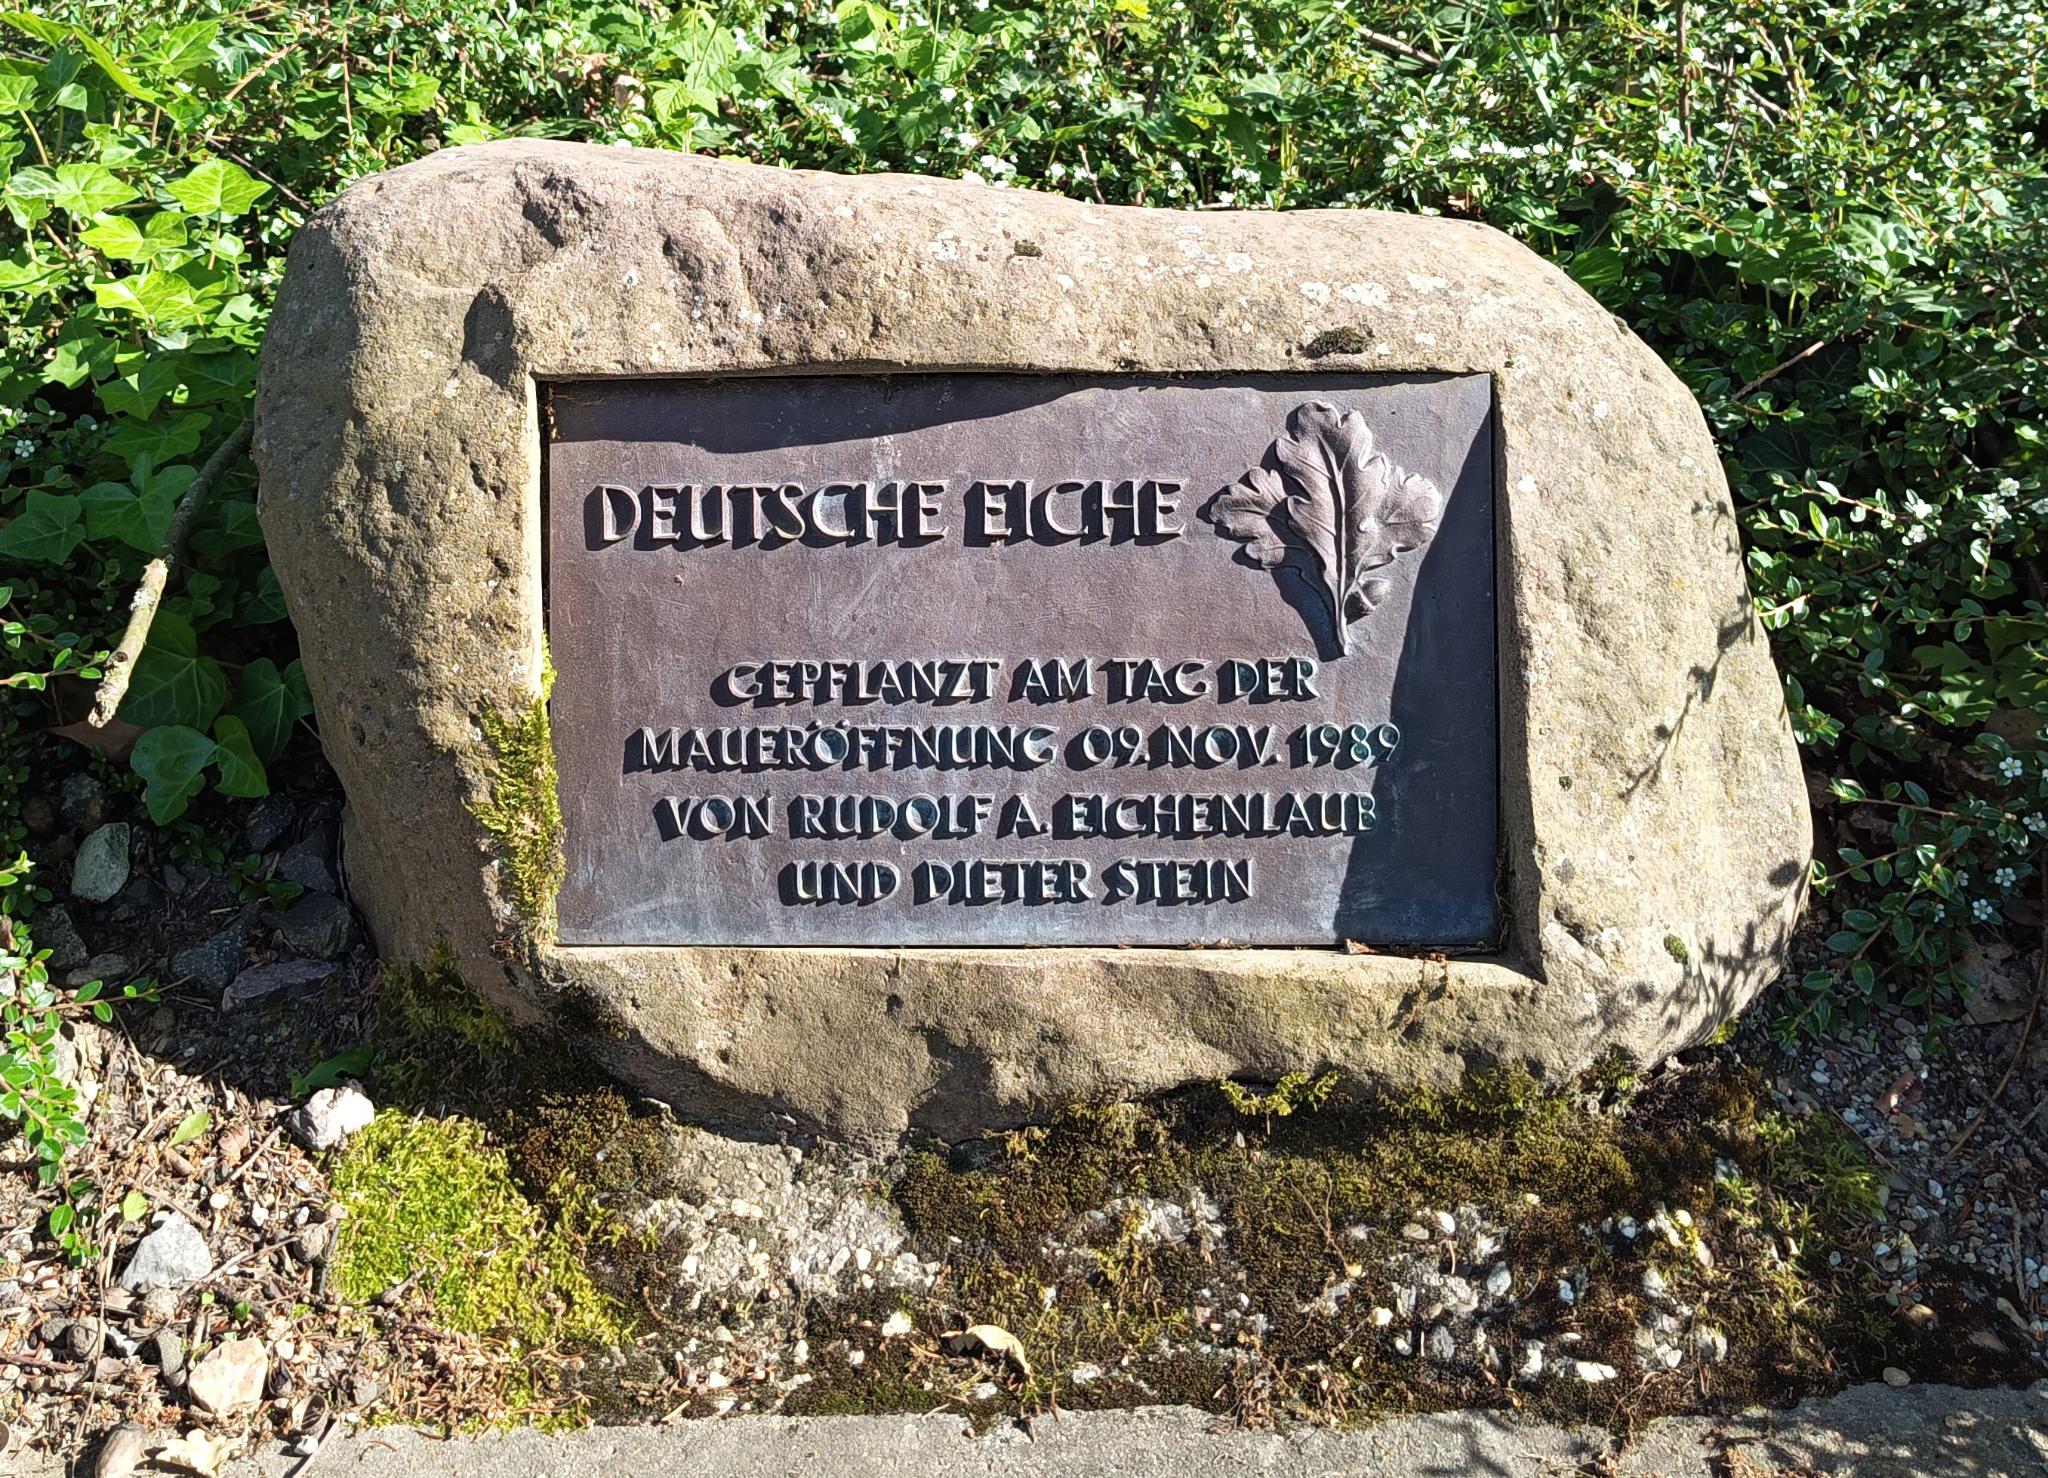 DEUTSCHE EICHE
GEPFLANZT AM TAG DER
MAUERÖFFNUNG 09. NOV. 1989
VON RUDOLF A. EICHENLAUB
UND DIETER STEIN